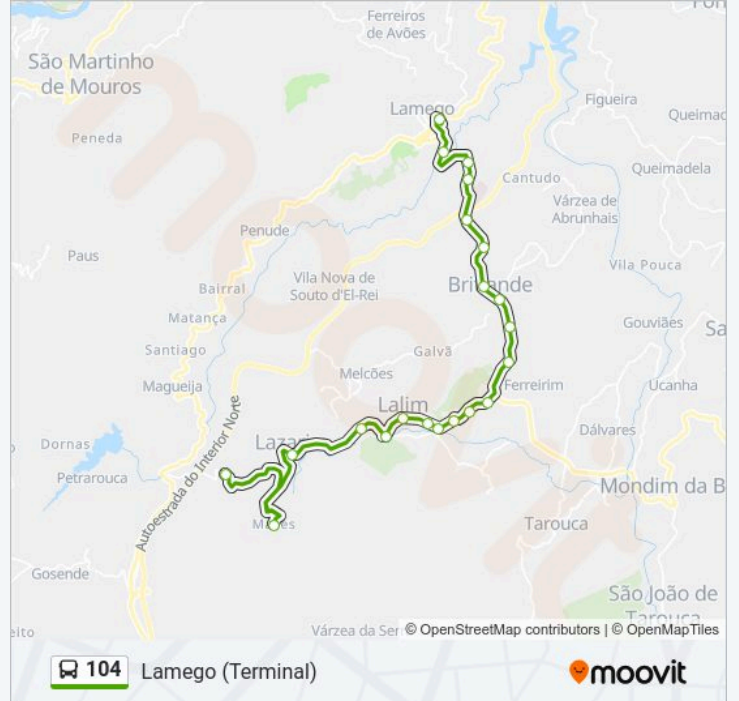 Ferreiros
de Avões
São Martinho
de Mouros
Lamego
Figueira
Peneda
Queimadela
Cantudo
Várzea de
Abrunhais
Penude
Paus
Vila Pouca
Vila Nova de
Souto d'El-Rei
Bairral
Matança
Gouviães
Santiago
Galvã
Melcões
Magueija
Ferreirim
Ucanha
Lalim
Dálvares
Dornas
Petrarouca
Autoestrada do Interior Norte
Mondim da B
Tarouca
Gosende
São João de
Tarouca
Várzea da Ser
© OpenStreetMap contributors | © OpenMapTiles
104 Lamego (Terminal)
moovit